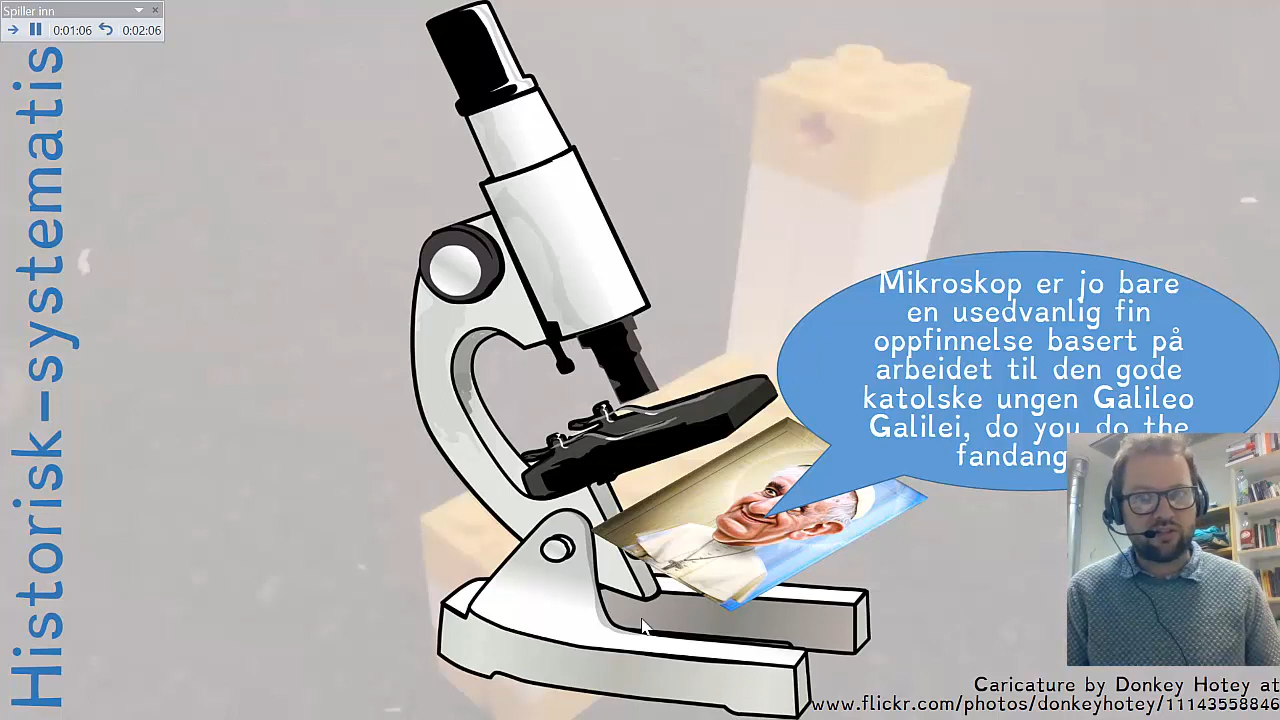 Spiller inn
0:01:06
0:02:06
Historisk-systematis
Mikroskop er jo bare
en usedvanlig fin
oppfinnelse basert på
arbeidet til den gode
katolske ungen Galileo
Galilei, do you do the
fandang
Caricature by Donkey Hotey at
www.flickr.com/photos/donkeyhotey/11143558846